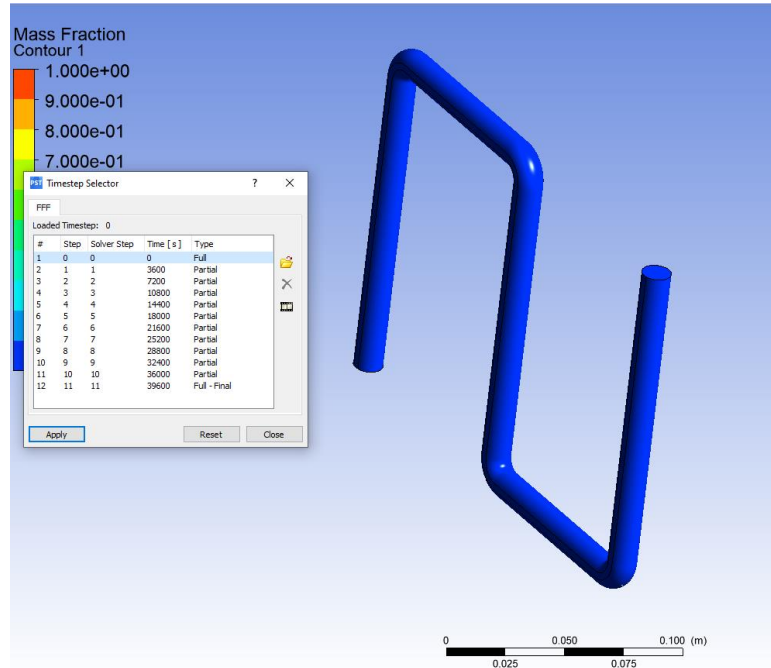 Mass Fraction
Contour 1
1.000e+00
9.000e-01
8.000e-01
7.000e-01
PST Timestep Selector ? ×
FFF
Loaded Timestep: 0
# Step Solver Step Time [ s ] Type
1 0 0 0 Full
2 1 1 3600 Partial
3 2 2 7200 Partial
4 3 3 10800 Partial
5 4 4 14400 Partial
6 5 5 18000 Partial
7 6 6 21600 Partial
8 7 7 25200 Partial
9 8 8 28800 Partial
10 9 9 32400 Partial
11 10 10 36000 Partial
12 11 11 39600 Full - Final
Apply Reset Close
0 0.050 0.100 (m)
0.025 0.075